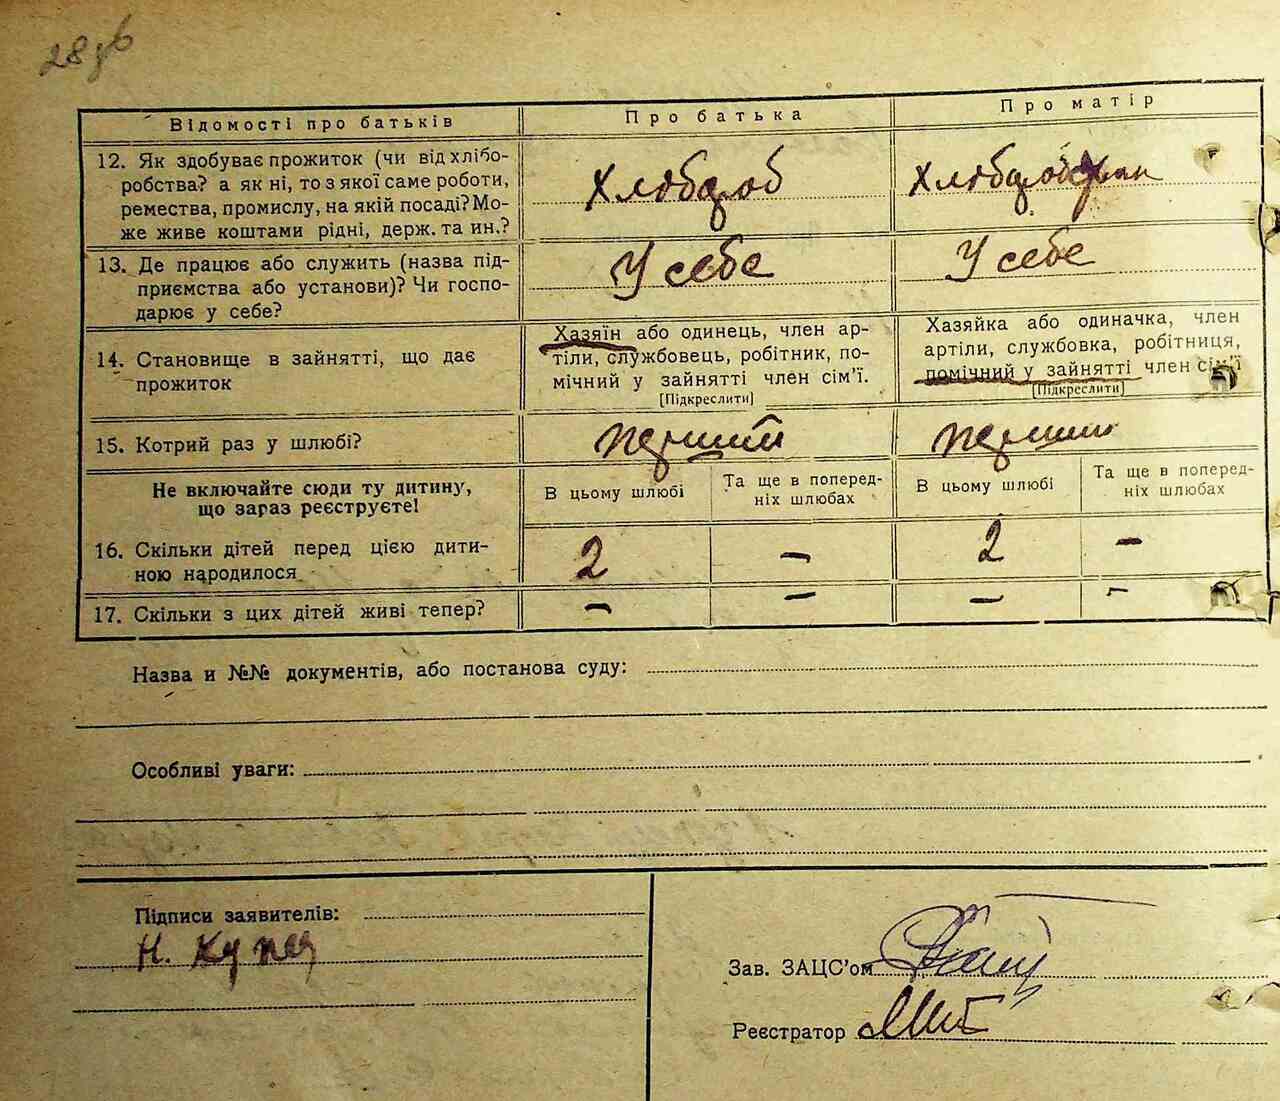 28зв
Відомості про батьків Про батька Про матір
12. Як здобуває прожиток (чи від хлібо-
робства? а як ні, то з якої саме роботи,
ремества, промислу, на якій посаді? Мо-
же живе коштами рідні, держ. та ин.?
Хлібороб
13. Де працює або служить (назва під-
приємства або установи)? Чи госпо-
дарює у себе?
У себе У себе
14. Становище в зайнятті, що дає
прожиток
Хазяїн або одинець, член ар-
тіли, службовець, робітник, по-
мічний у зайнятті член сім'ї.
[Підкреслити]
Хазяйка або одиначка, член
артіли, службовка, робітниця,
помічний у зайнятті член сім'ї
[Підкреслити]
15. Котрий раз у шлюбі? перший перший
Не включайте сюди ту дитину,
що зараз реєструєте!
В цьому шлюбі
Та ще в поперед-
ніх шлюбах
В цьому шлюбі
Та ще в поперед-
ніх шлюбах
16. Скільки дітей перед цією дити-
ною народилося
2 – 2 –
17. Скільки з цих дітей живі тепер? – – – –
Назва и №№ документів, або постанова суду:
Особливі уваги:
Підписи заявителів:
Н.
Зав. ЗАЦС'ом
Реєстратор